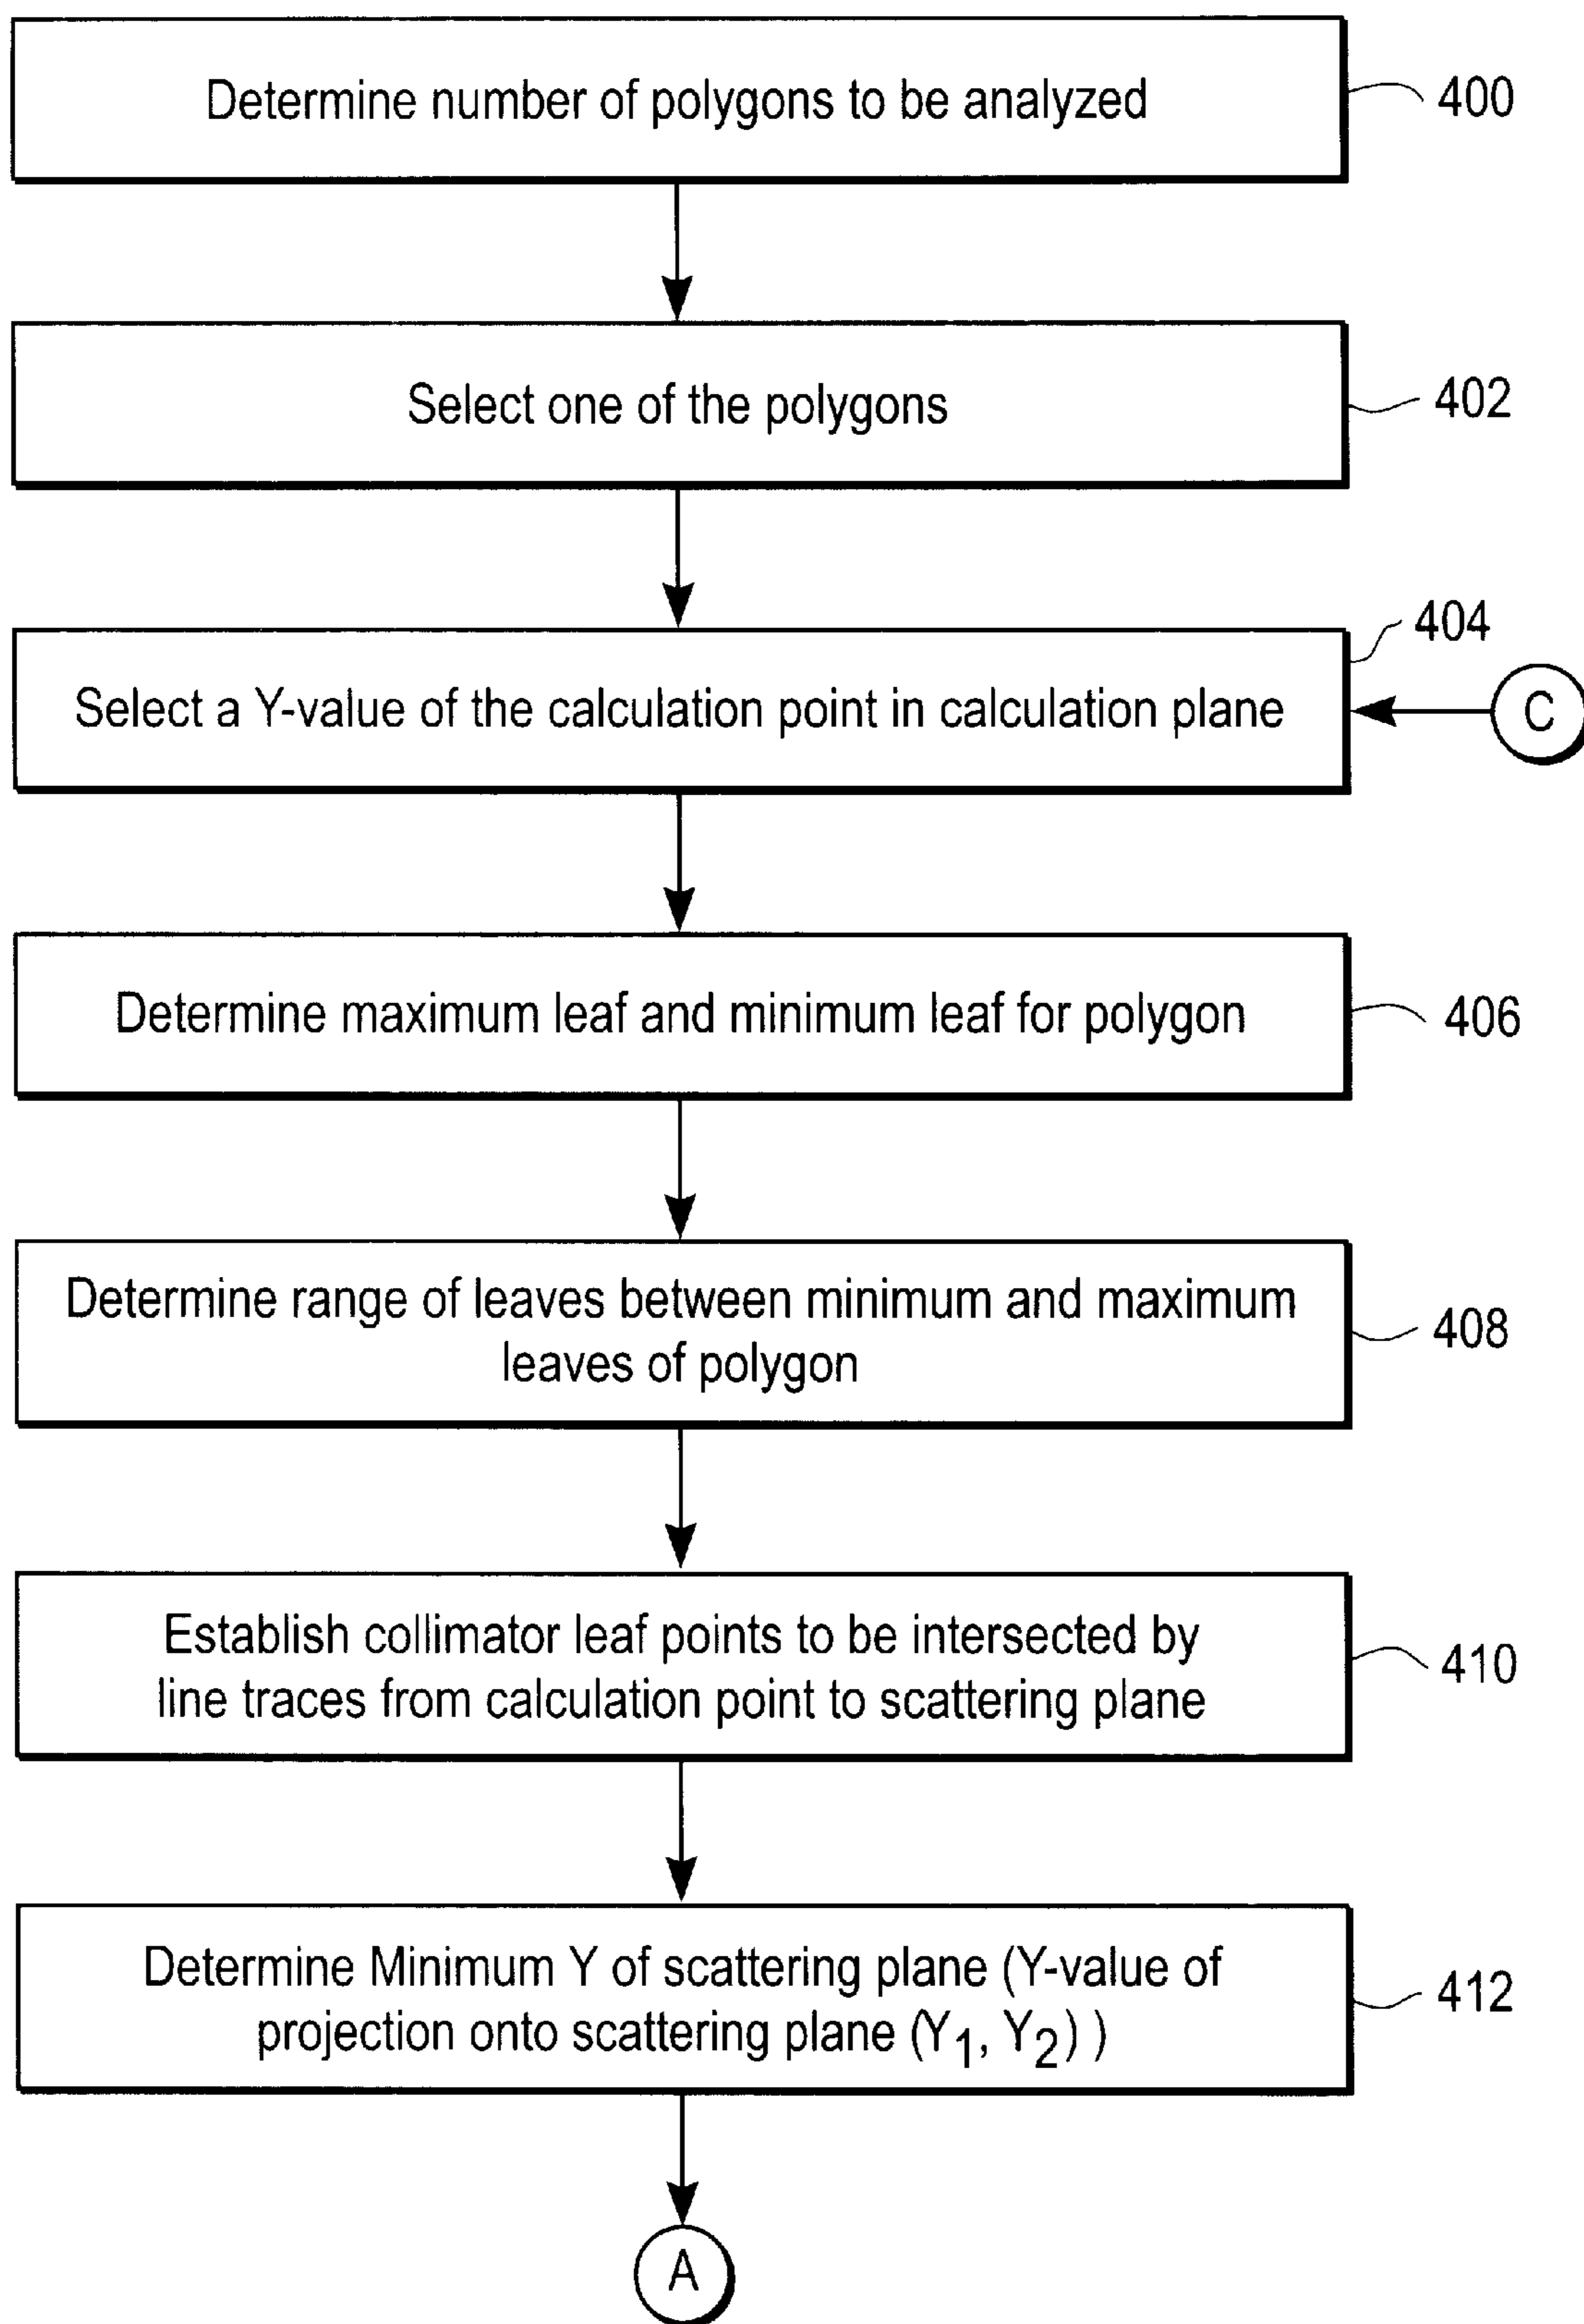 Determine number of polygons to be analyzed
400
Select one of the polygons
402
404
Select a Y-value of the calculation point in calculation plane
C
Determine maximum leaf and minimum leaf for polygon
406
Determine range of leaves between minimum and maximum
leaves of polygon
408
Establish collimator leaf points to be intersected by
line traces from calculation point to scattering plane
410
Determine Minimum Y of scattering plane (Y-value of
projection onto scattering plane (Y₁, Y₂) )
412
A